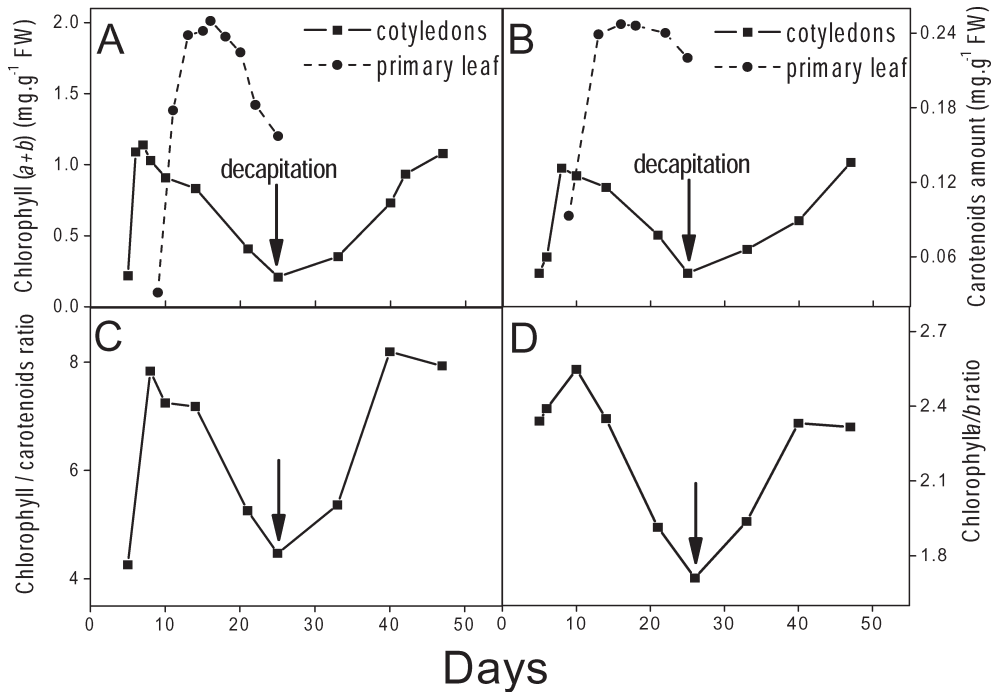 A
cotyledons
primary leaf
decapitation
Chlorophyll (a+b) (mg.g-1 FW)
2.0
1.5
1.0
0.5
0.0
B
cotyledons
primary leaf
decapitation
Carotenoids amount (mg.g-1 FW)
0.24
0.18
0.12
0.06
C
Chlorophyll / carotenoids ratio
8
6
4
D
Chlorophyll a/b ratio
2.7
2.4
2.1
1.8
0 10 20 30 40 50
0 10 20 30 40 50
Days